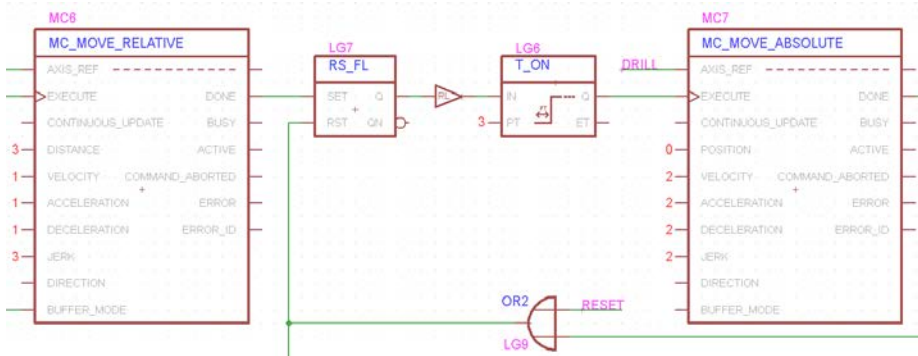 MC6
MC_MOVE_RELATIVE
AXIS_REF
EXECUTE DONE
CONTINUOUS_UPDATE BUSY
3 DISTANCE ACTIVE
1 VELOCITY COMMAND_ABORTED
1 ACCELERATION ERROR
1 DECELERATION ERROR_ID
3 JERK
DIRECTION
BUFFER_MODE
LG7
RS_FL
SET Q
RST QN
RL
LG6
T_ON
IN PT Q
3 PT ET
MC7
MC_MOVE_ABSOLUTE
DRILL AXIS_REF
EXECUTE DONE
CONTINUOUS_UPDATE BUSY
0 POSITION ACTIVE
2 VELOCITY COMMAND_ABORTED
2 ACCELERATION ERROR
2 DECELERATION ERROR_ID
2 JERK
DIRECTION
BUFFER_MODE
OR2 RESET
LG9